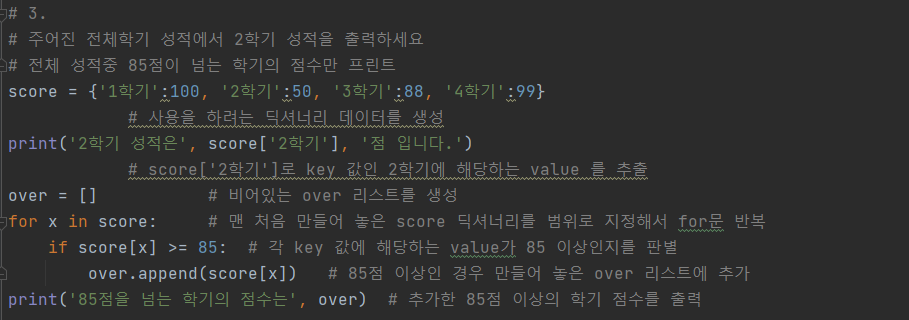 # 3.
# 주어진 전체학기 성적에서 2학기 성적을 출력하세요
# 전체 성적중 85점이 넘는 학기의 점수만 프린트
score = {'1학기':100, '2학기':50, '3학기':88, '4학기':99}
# 사용을 하려는 딕셔너리 데이터를 생성
print('2학기 성적은', score['2학기'], '점 입니다.')
# score['2학기']로 key 값인 2학기에 해당하는 value 를 추출
over = [] # 비어있는 over 리스트를 생성
for x in score: # 맨 처음 만들어 놓은 score 딕셔너리를 범위로 지정해서 for문 반복
if score[x] >= 85: # 각 key 값에 해당하는 value가 85 이상인지를 판별
over.append(score[x]) # 85점 이상인 경우 만들어 놓은 over 리스트에 추가
print('85점을 넘는 학기의 점수는', over) # 추가한 85점 이상의 학기 점수를 출력